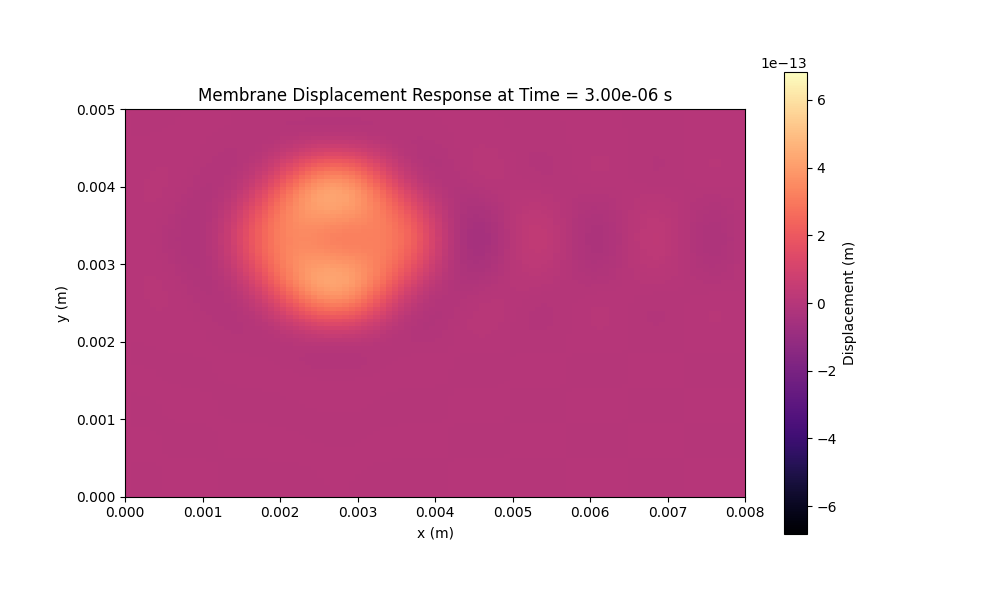 1e−13
Membrane Displacement Response at Time = 3.00e-06 s
0.005
0.004
0.003
0.002
0.001
0.000
y (m)
0.000 0.001 0.002 0.003 0.004 0.005 0.006 0.007 0.008
x (m)
6
4
2
0
−2
−4
−6
Displacement (m)